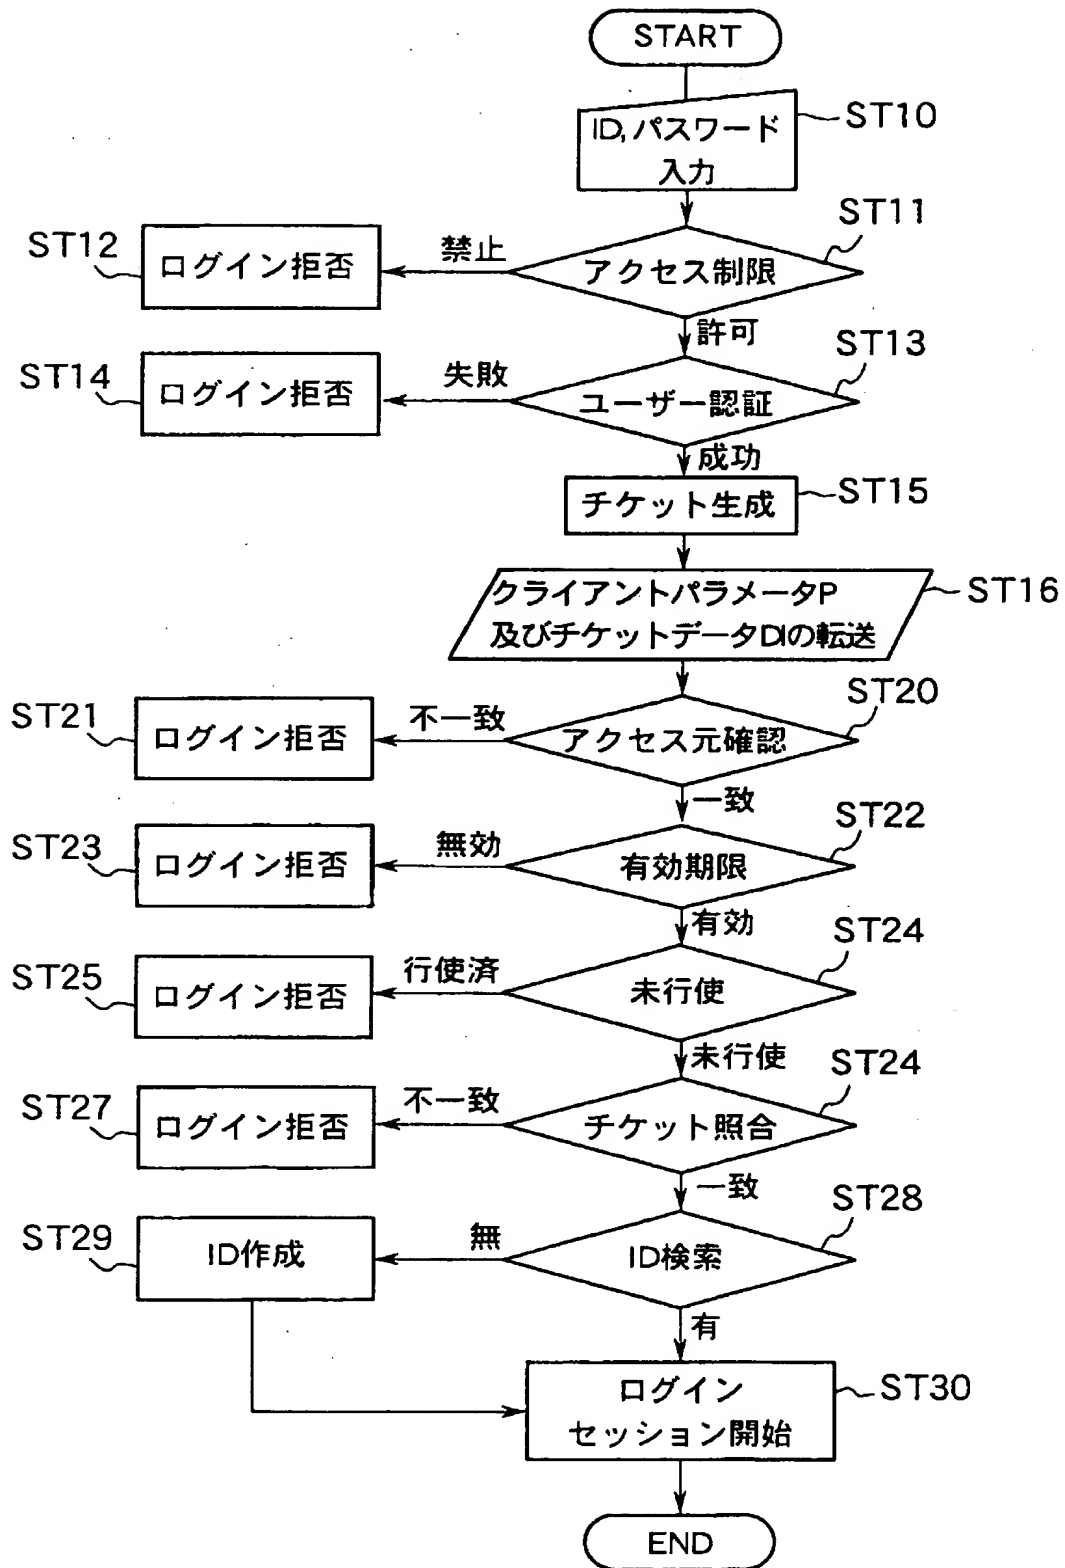 START
ID,パスワード
入力
ST10
ST11
ST12
ログイン拒否
禁止
アクセス制限
許可
ST13
ST14
ログイン拒否
失敗
ユーザー認証
成功
チケット生成
ST15
クライアントパラメータP
及びチケットデータDIの転送
ST16
ST20
ST21
ログイン拒否
不一致
アクセス元確認
一致
ST22
ST23
ログイン拒否
無効
有効期限
有効
ST24
ST25
ログイン拒否
行使済
未行使
未行使
ST24
ST27
ログイン拒否
不一致
チケット照合
一致
ST28
ST29
ID作成
無
ID検索
有
ログイン
セッション開始
ST30
END